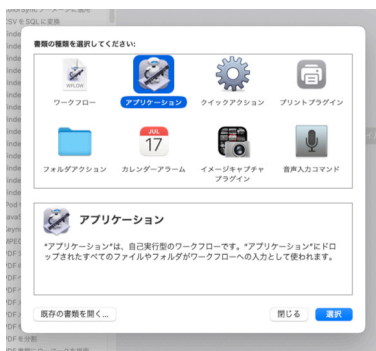 CSV を SQL に変換
書類の種類を選択してください:
WFLOW
ワークフロー
アプリケーション
クイックアクション
プリントプラグイン
フォルダアクション
JUL
17
カレンダーアラーム
イメージキャプチャ
プラグイン
音声入力コマンド
アプリケーション
"アプリケーション"は、自己実行型のワークフローです。"アプリケーション"にドロ
ップされたすべてのファイルやフォルダがワークフローへの入力として使われます。
既存の書類を開く...
閉じる
選択